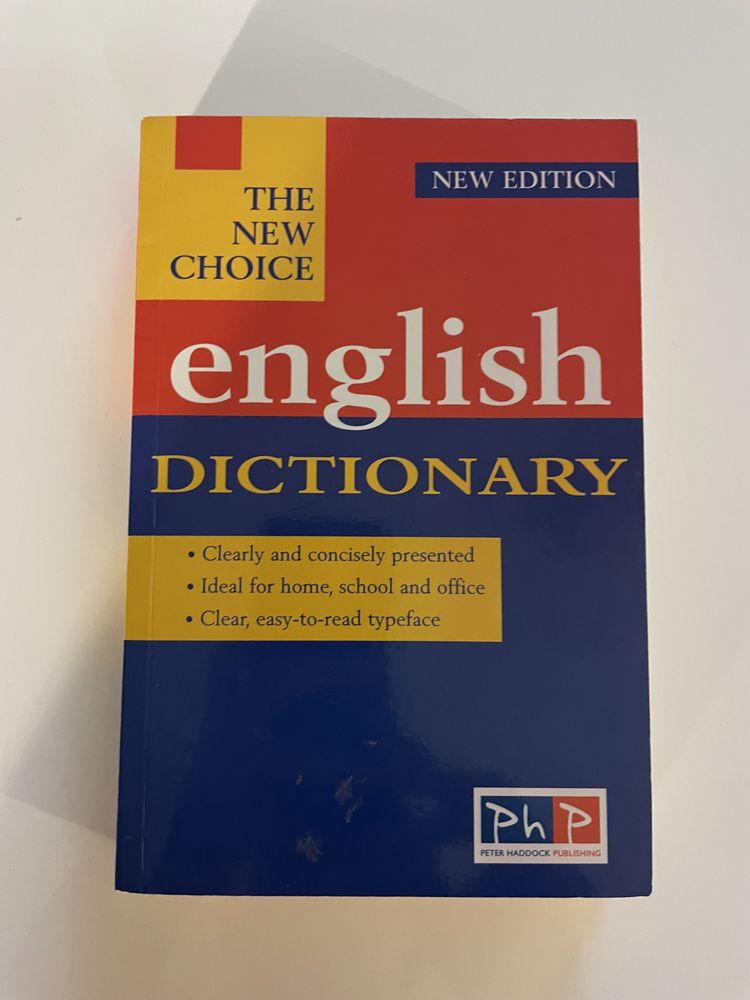 THE
NEW
CHOICE
NEW EDITION
english
DICTIONARY
• Clearly and concisely presented
• Ideal for home, school and office
• Clear, easy-to-read typeface
PhP
PETER HADDOCK PUBLISHING